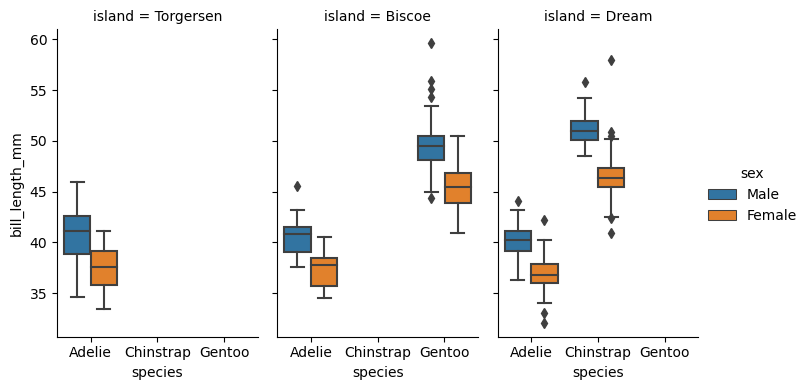 island = Torgersen
island = Biscoe
island = Dream
60
55
50
45
40
35
bill_length_mm
Adelie Chinstrap Gentoo
species
Adelie Chinstrap Gentoo
species
Adelie Chinstrap Gentoo
species
sex
Male
Female